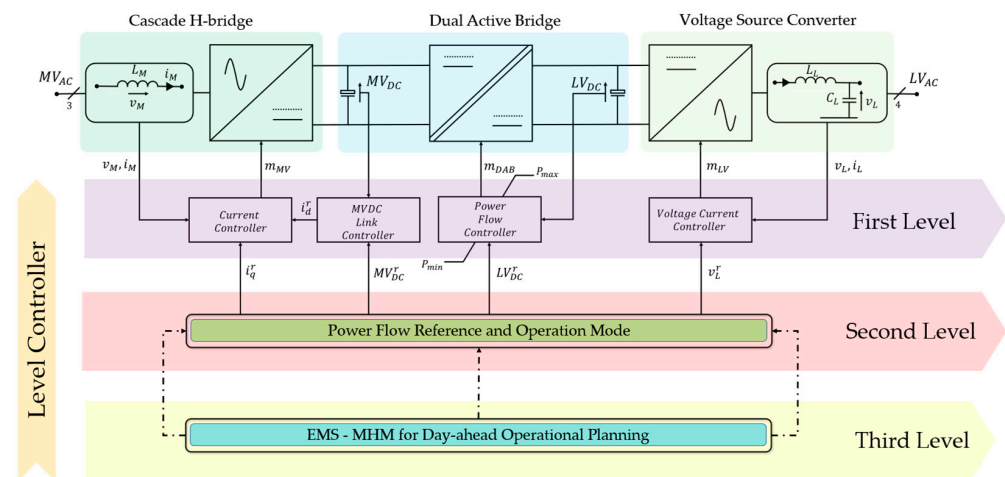 Cascade H-bridge
Dual Active Bridge
Voltage Source Converter
MV_AC
3
L_M
i_M
v_M
MV_DC
LV_DC
L_L
C_L
v_L
LV_AC
4
v_M, i_M
m_MV
m_DAB
P_max
m_LV
v_L, i_L
Current
Controller
i_d^r
MVDC
Link
Controller
Power
Flow
Controller
P_min
Voltage Current
Controller
First Level
i_q^r
MV_DC^r
LV_DC^r
v_L^r
Power Flow Reference and Operation Mode
Second Level
EMS - MHM for Day-ahead Operational Planning
Third Level
Level Controller